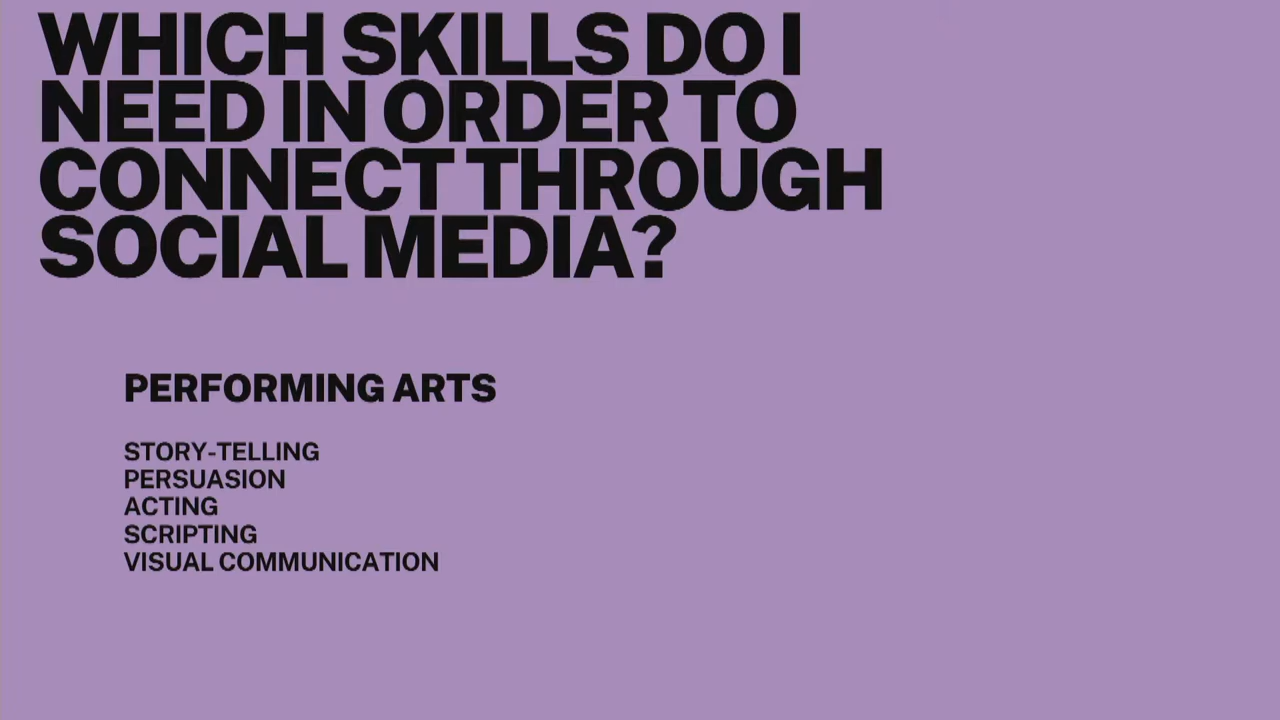 WHICH SKILLS DO I
NEED IN ORDER TO
CONNECT THROUGH
SOCIAL MEDIA?
PERFORMING ARTS
STORY-TELLING
PERSUASION
ACTING
SCRIPTING
VISUAL COMMUNICATION